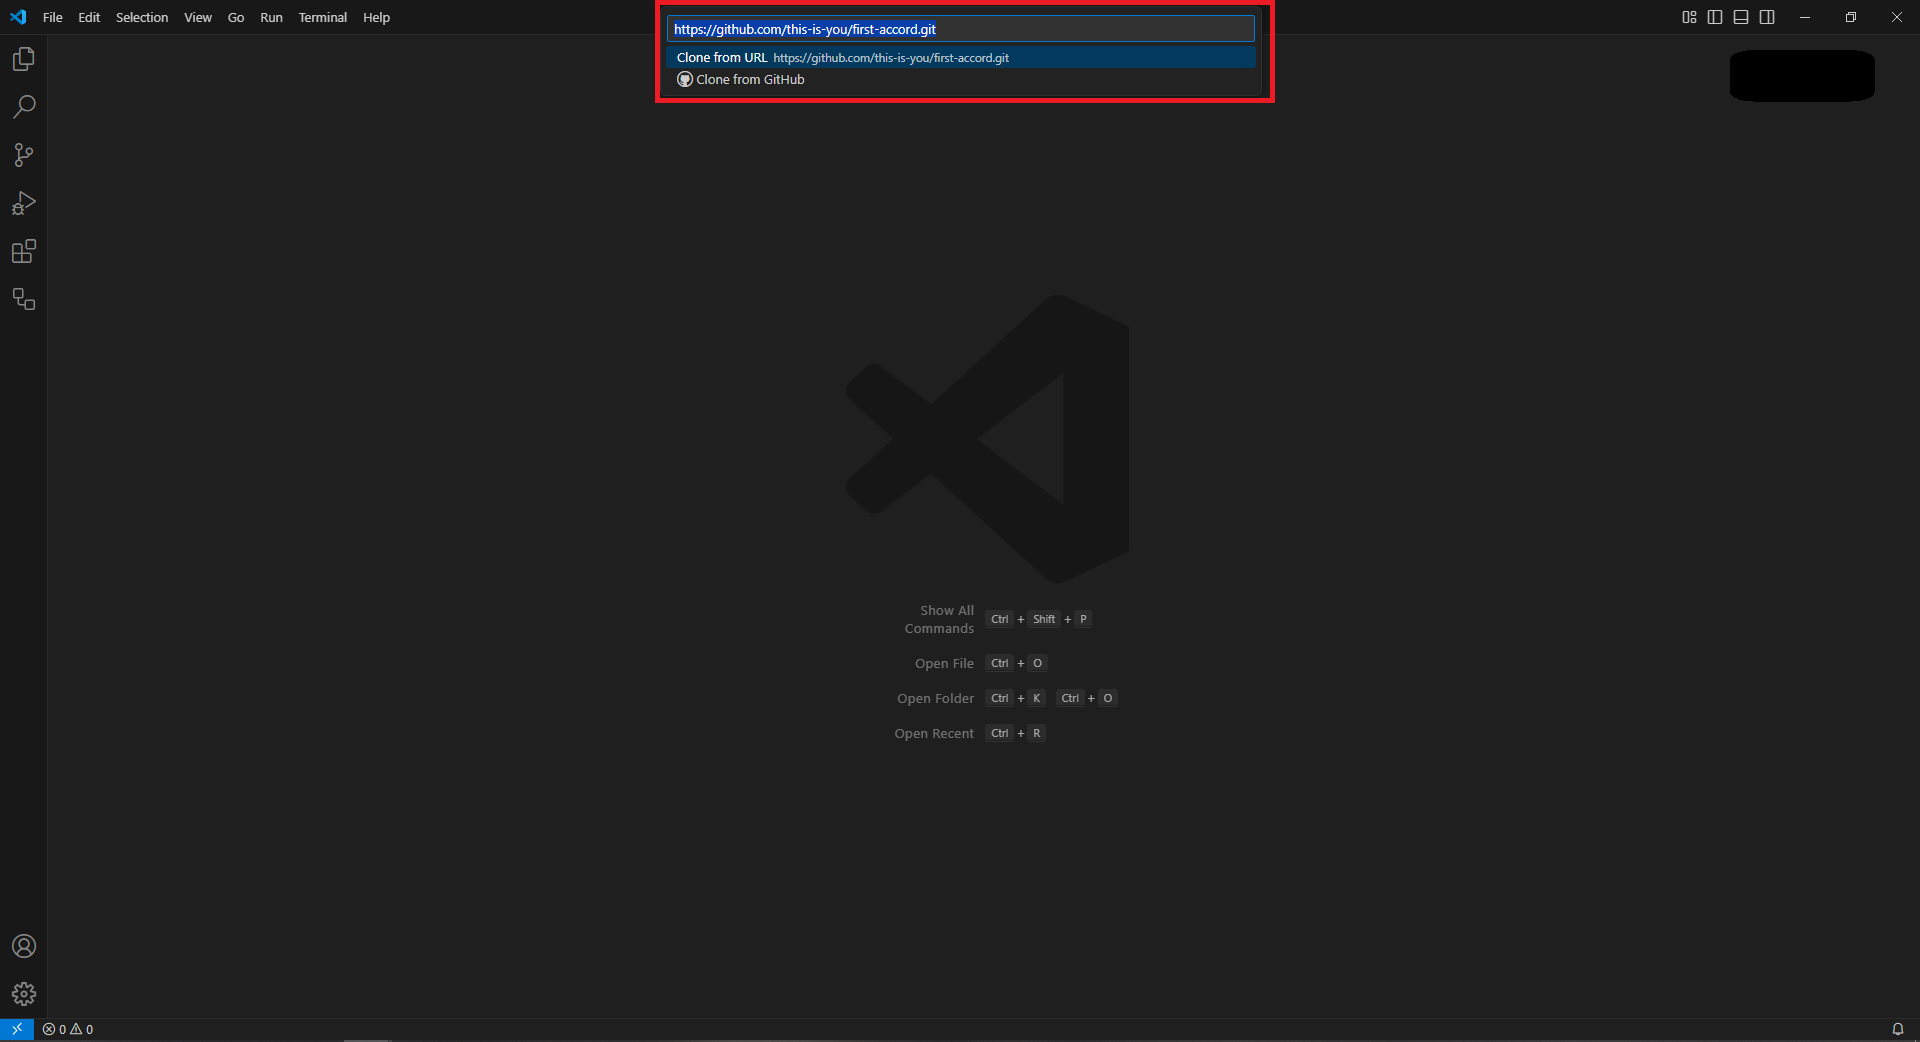 File Edit Selection View Go Run Terminal Help
https://github.com/this-is-you/first-accord.git
Clone from URL https://github.com/this-is-you/first-accord.git
Clone from GitHub
Show All
Commands Ctrl + Shift + P
Open File Ctrl + O
Open Folder Ctrl + K Ctrl + O
Open Recent Ctrl + R
0 0